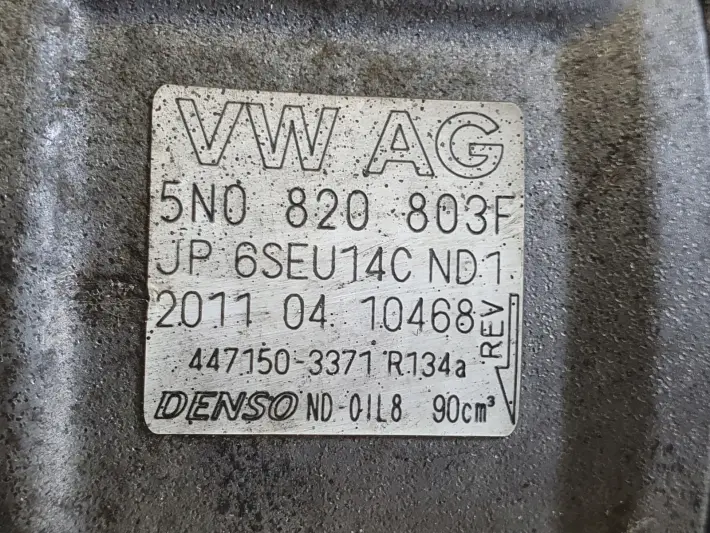 VW AG
5N0 820 803F
JP 6SEU14C ND1
2011 04 10468
REV
447150-3371 R134a
DENSO ND-OIL8 90cm³